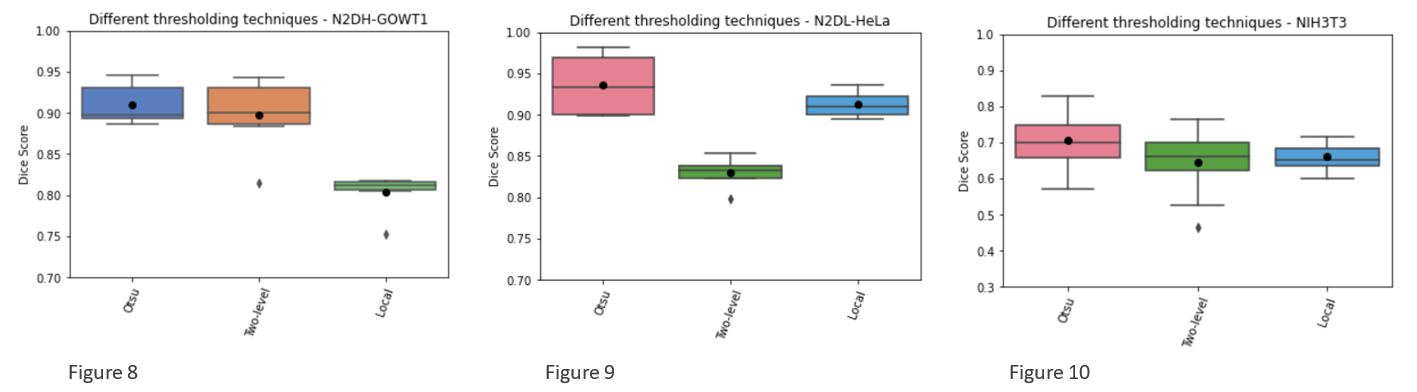 Different thresholding techniques - N2DH-GOWT1
1.00
0.95
0.90
0.85
0.80
0.75
0.70
Dice Score
Otsu
Two-level
Local
Figure 8
Different thresholding techniques - N2DL-HeLa
1.00
0.95
0.90
0.85
0.80
0.75
0.70
Dice Score
Otsu
Two-level
Local
Figure 9
Different thresholding techniques - NIH3T3
1.0
0.9
0.8
0.7
0.6
0.5
0.4
0.3
Dice Score
Otsu
Two-level
Local
Figure 10